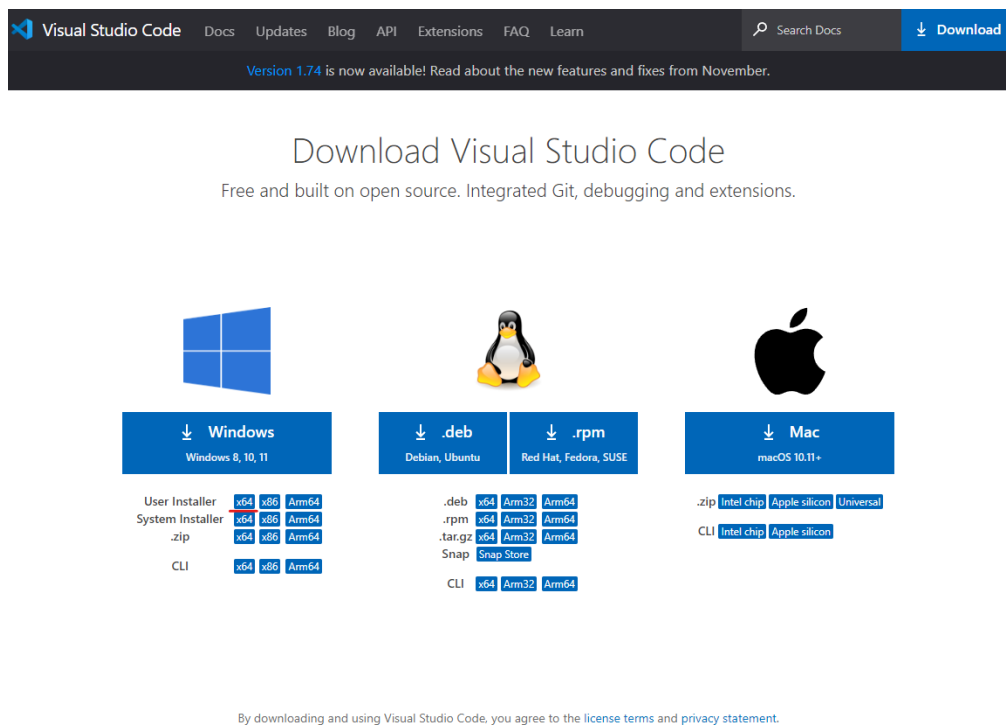 Visual Studio Code Docs Updates Blog API Extensions FAQ Learn Search Docs Download
Version 1.74 is now available! Read about the new features and fixes from November.
Download Visual Studio Code
Free and built on open source. Integrated Git, debugging and extensions.
Windows
Windows 8, 10, 11
User Installer x64 x86 Arm64
System Installer x64 x86 Arm64
.zip x64 x86 Arm64
CLI x64 x86 Arm64
.deb
Debian, Ubuntu
.rpm
Red Hat, Fedora, SUSE
.deb x64 Arm32 Arm64
.rpm x64 Arm32 Arm64
.tar.gz x64 Arm32 Arm64
Snap Snap Store
CLI x64 Arm32 Arm64
Mac
macOS 10.11+
.zip Intel chip Apple silicon Universal
CLI Intel chip Apple silicon
By downloading and using Visual Studio Code, you agree to the license terms and privacy statement.